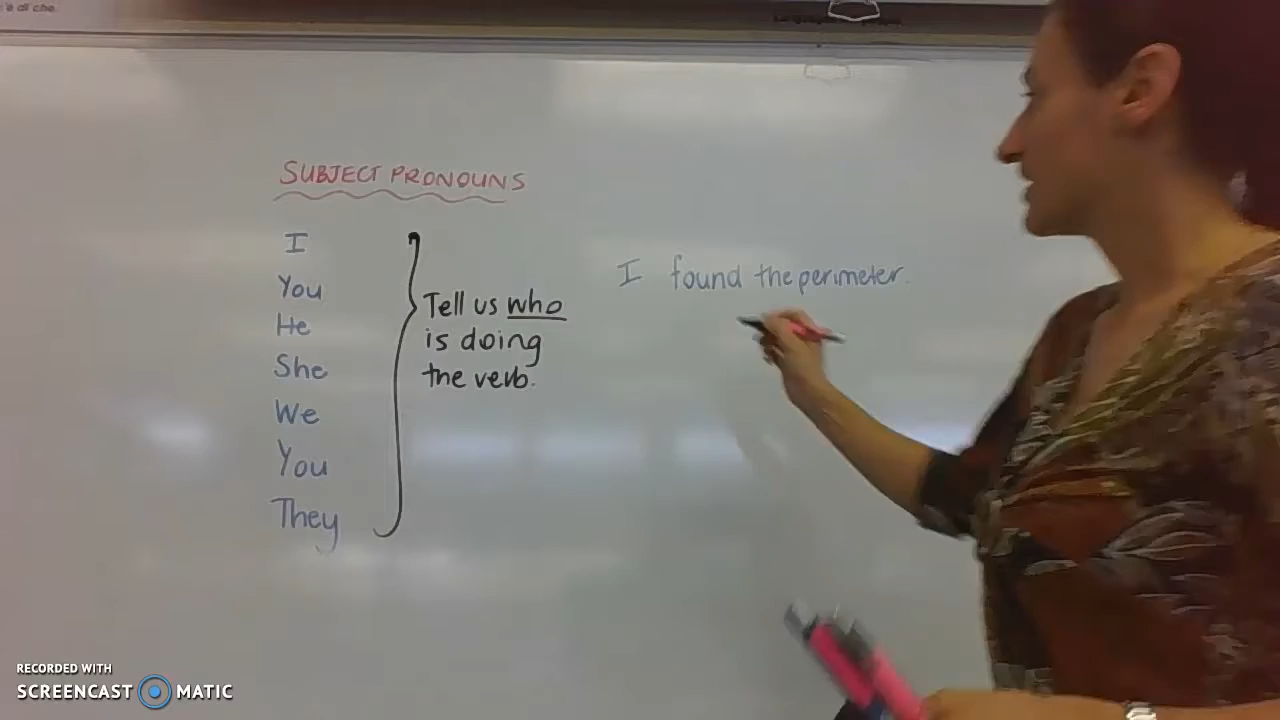 SUBJECT PRONOUNS
I
You
He
She
We
You
They
Tell us who
is doing
the verb.
I found the perimeter.
RECORDED WITH
SCREENCAST MATIC